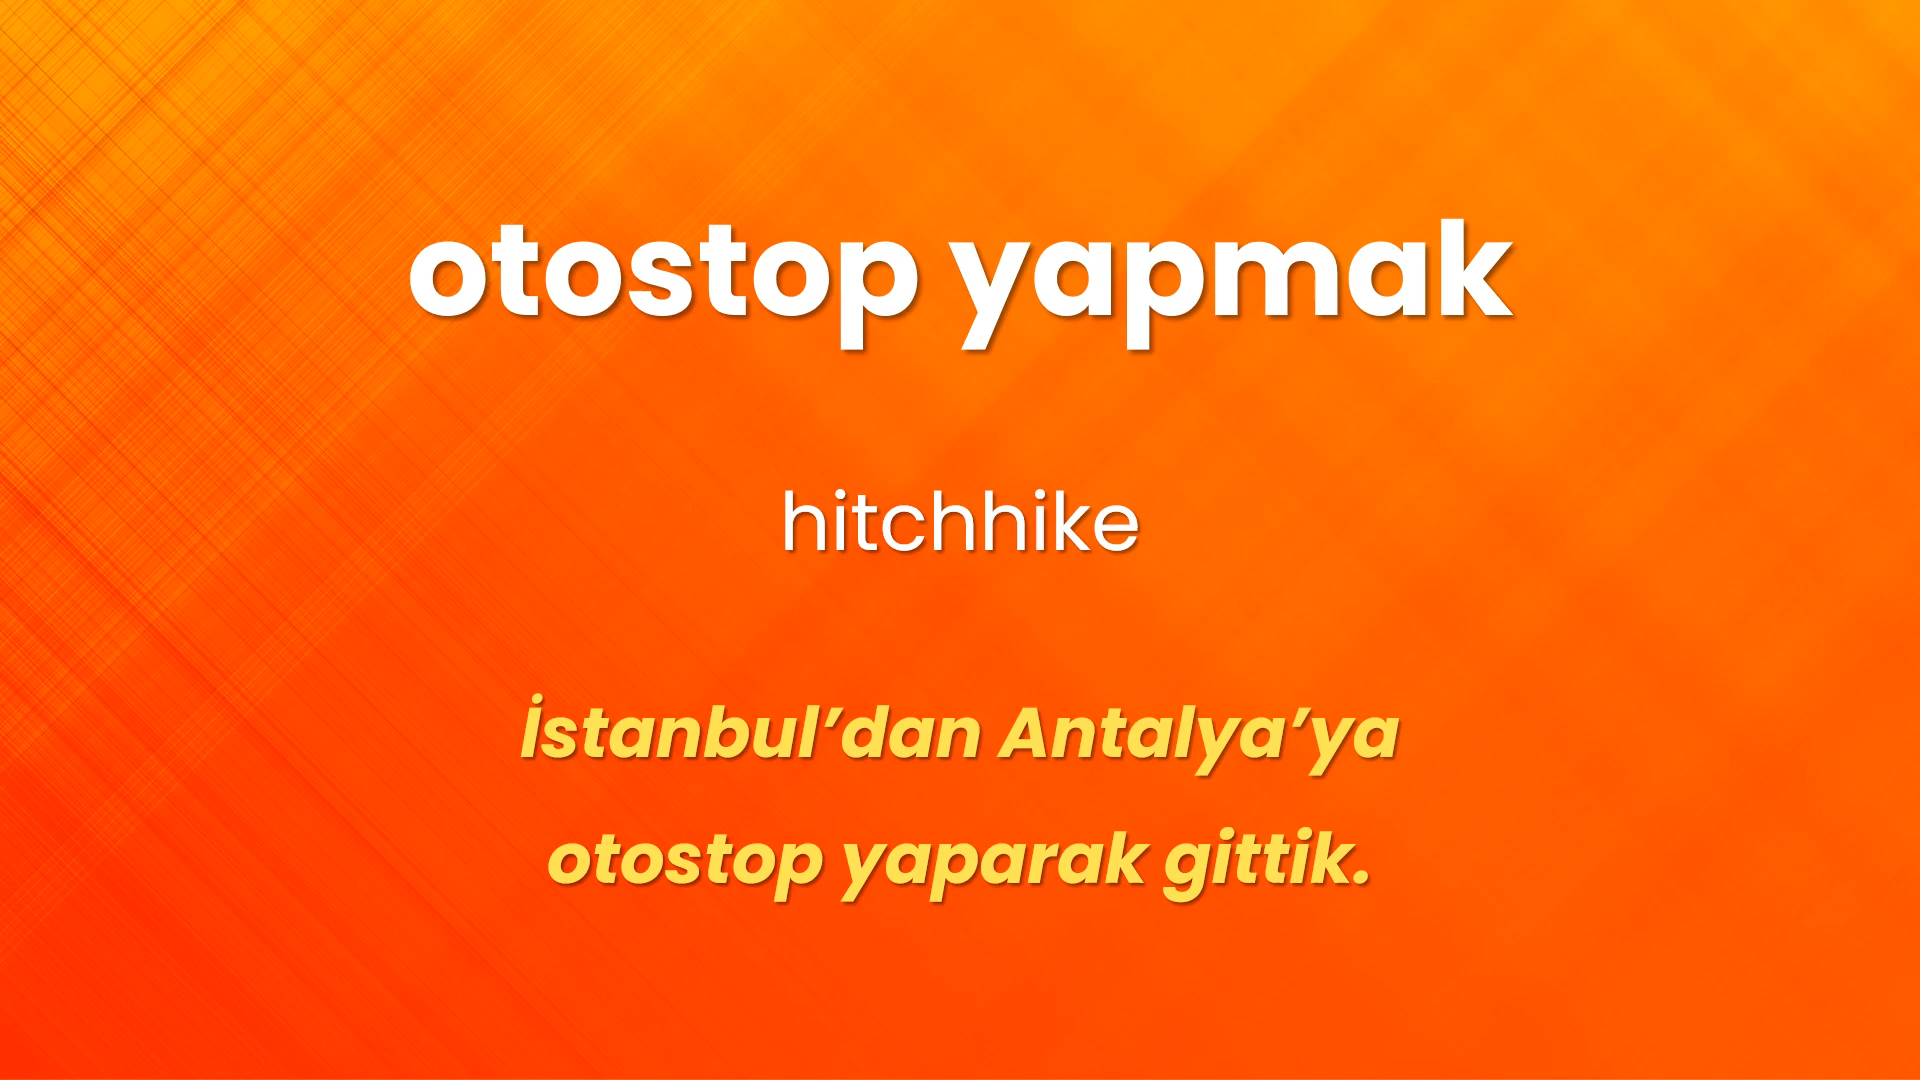 otostop yapmak
hitchhike
İstanbul’dan Antalya’ya
otostop yaparak gittik.